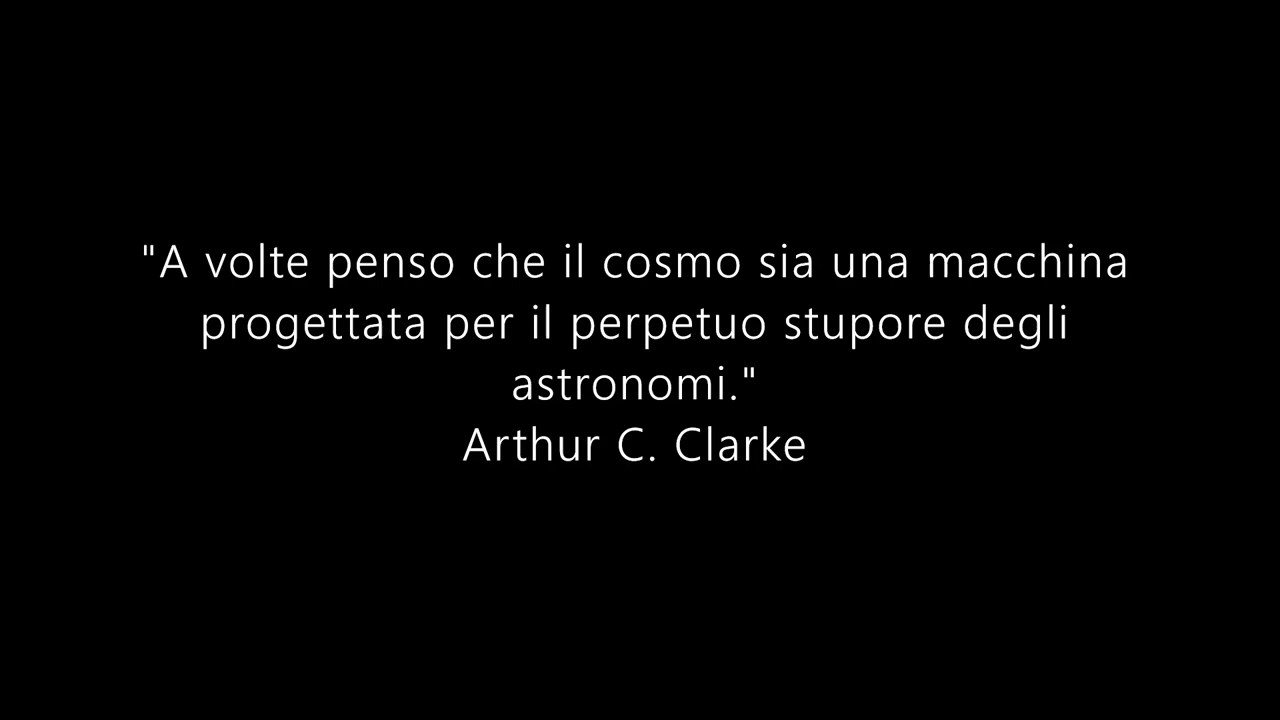 "A volte penso che il cosmo sia una macchina
progettata per il perpetuo stupore degli
astronomi."
Arthur C. Clarke